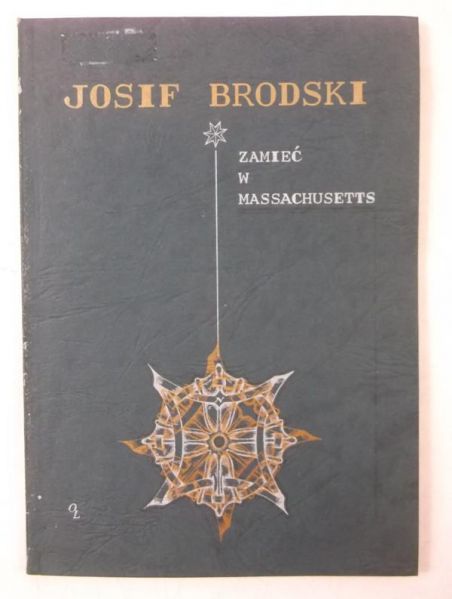 JOSIF BRODSKI
ZAMIEĆ
W
MASSACHUSETTS
N